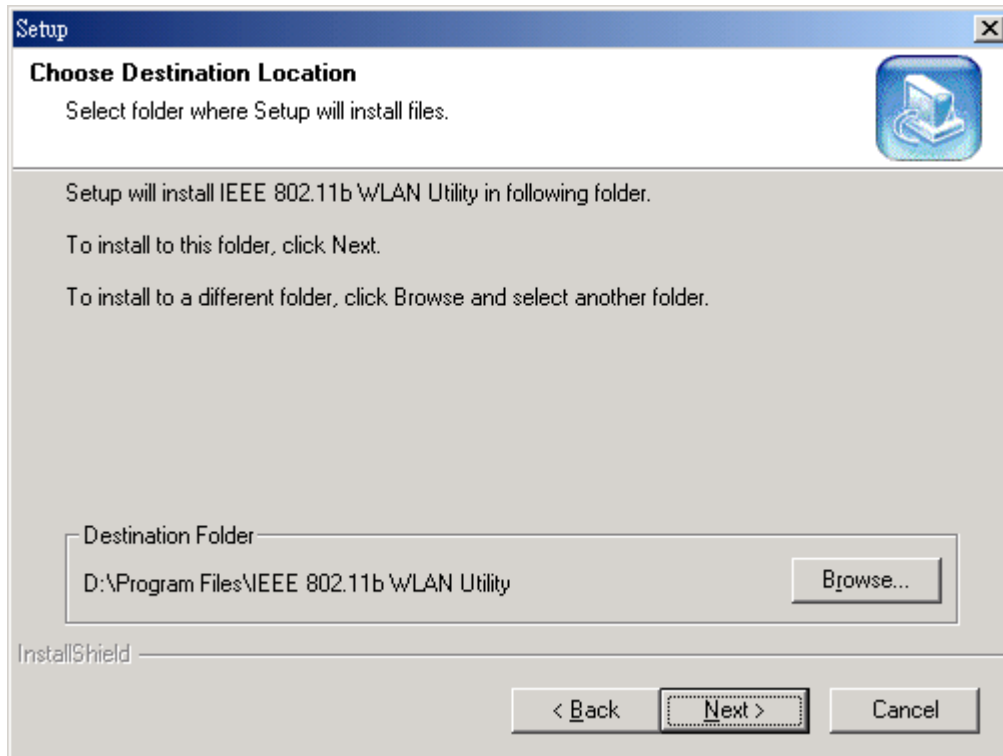 Setup
Choose Destination Location
Select folder where Setup will install files.
Setup will install IEEE 802.11b WLAN Utility in following folder.
To install to this folder, click Next.
To install to a different folder, click Browse and select another folder.
Destination Folder
D:\Program Files\IEEE 802.11b WLAN Utility
Browse...
InstallShield
< Back
Next >
Cancel